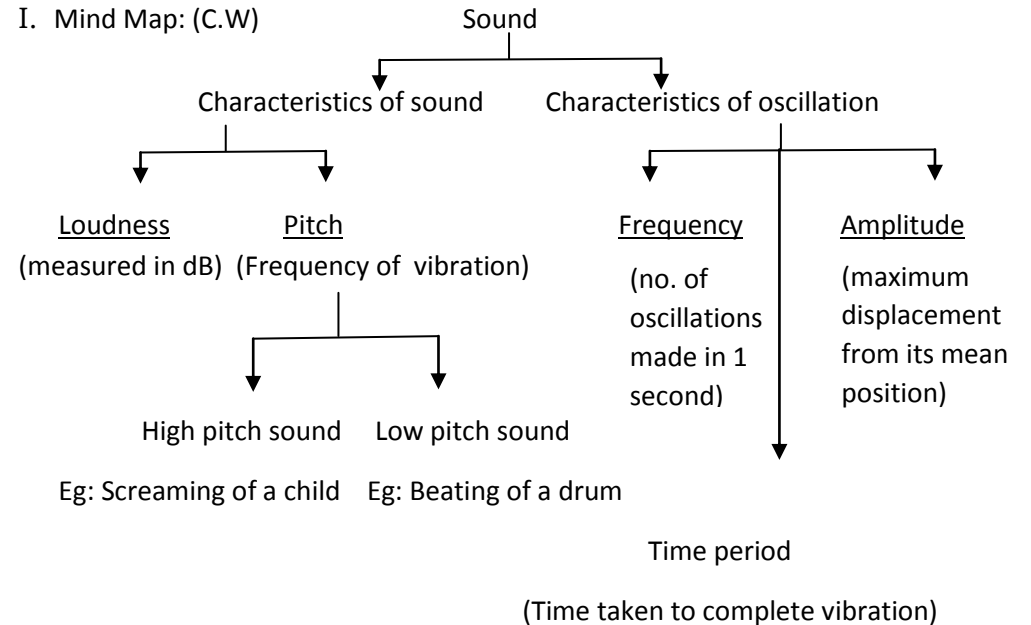 I. Mind Map: (C.W)
Sound
Characteristics of sound
Characteristics of oscillation
Loudness
(measured in dB)
Pitch
(Frequency of vibration)
High pitch sound
Eg: Screaming of a child
Low pitch sound
Eg: Beating of a drum
Frequency
(no. of
oscillations
made in 1
second)
Amplitude
(maximum
displacement
from its mean
position)
Time period
(Time taken to complete vibration)